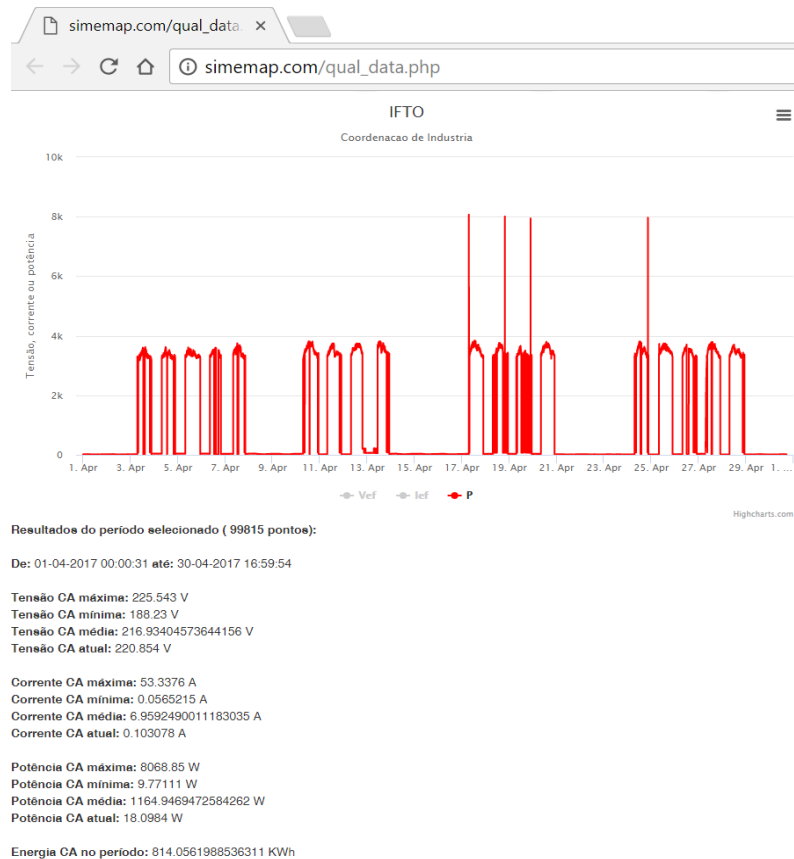 simemap.com/qual_data. ×
simemap.com/qual_data.php
IFTO
Coordenacao de Industria
Tensão, corrente ou potência
10k
8k
6k
4k
2k
0
1. Apr 3. Apr 5. Apr 7. Apr 9. Apr 11. Apr 13. Apr 15. Apr 17. Apr 19. Apr 21. Apr 23. Apr 25. Apr 27. Apr 29. Apr 1. ...
Vef Ief P
Highcharts.com
Resultados do período selecionado ( 99815 pontos):
De: 01-04-2017 00:00:31 até: 30-04-2017 16:59:54
Tensão CA máxima: 225.543 V
Tensão CA mínima: 188.23 V
Tensão CA média: 216.93404573644156 V
Tensão CA atual: 220.854 V
Corrente CA máxima: 53.3376 A
Corrente CA mínima: 0.0565215 A
Corrente CA média: 6.9592490011183035 A
Corrente CA atual: 0.103078 A
Potência CA máxima: 8068.85 W
Potência CA mínima: 9.77111 W
Potência CA média: 1164.9469472584262 W
Potência CA atual: 18.0984 W
Energia CA no período: 814.0561988536311 KWh